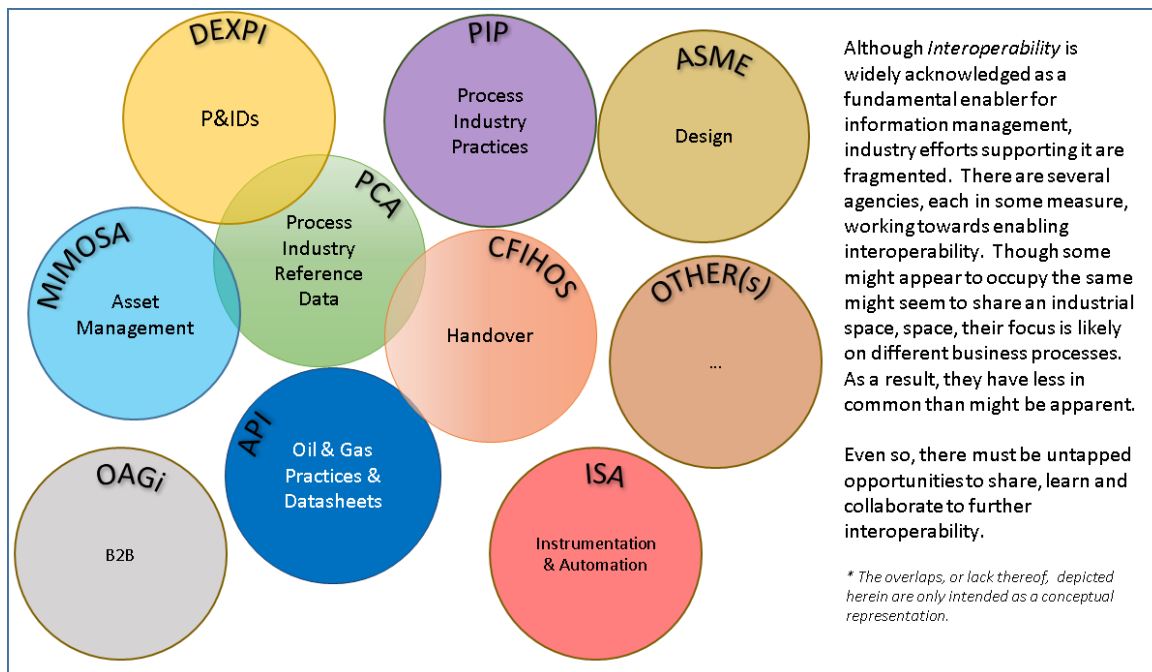 DEXPI
P&IDs
PIP
Process
Industry
Practices
ASME
Design
PCA
Process
Industry
Reference
Data
MIMOSA
Asset
Management
CFIHOS
Handover
OTHER(s)
...
API
Oil & Gas
Practices &
Datasheets
OAGi
B2B
ISA
Instrumentation
& Automation
Although Interoperability is
widely acknowledged as a
fundamental enabler for
information management,
industry efforts supporting it are
fragmented. There are several
agencies, each in some measure,
working towards enabling
interoperability. Though some
might appear to occupy the same
might seem to share an industrial
space, space, their focus is likely
on different business processes.
As a result, they have less in
common than might be apparent.
Even so, there must be untapped
opportunities to share, learn and
collaborate to further
interoperability.
* The overlaps, or lack thereof, depicted
herein are only intended as a conceptual
representation.